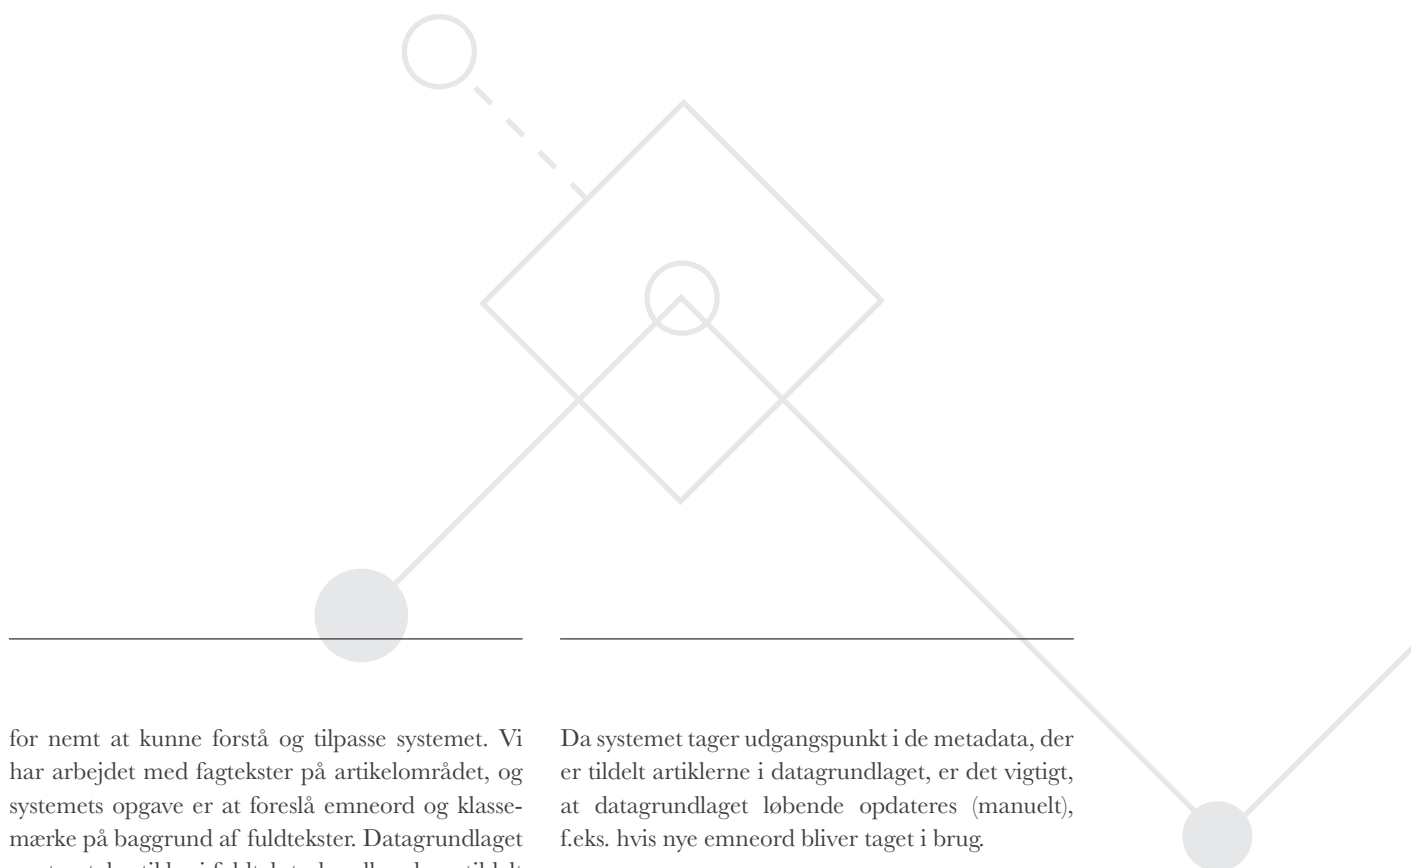 for nemt at kunne forstå og tilpasse systemet. Vi
har arbejdet med fagtekster på artikelområdet, og
systemets opgave er at foreslå emneord og klasse-
mærke på baggrund af fuldtekster. Datagrundlaget
Da systemet tager udgangspunkt i de metadata, der
er tildelt artiklerne i datagrundlaget, er det vigtigt,
at datagrundlaget løbende opdateres (manuelt),
f.eks. hvis nye emneord bliver taget i brug.